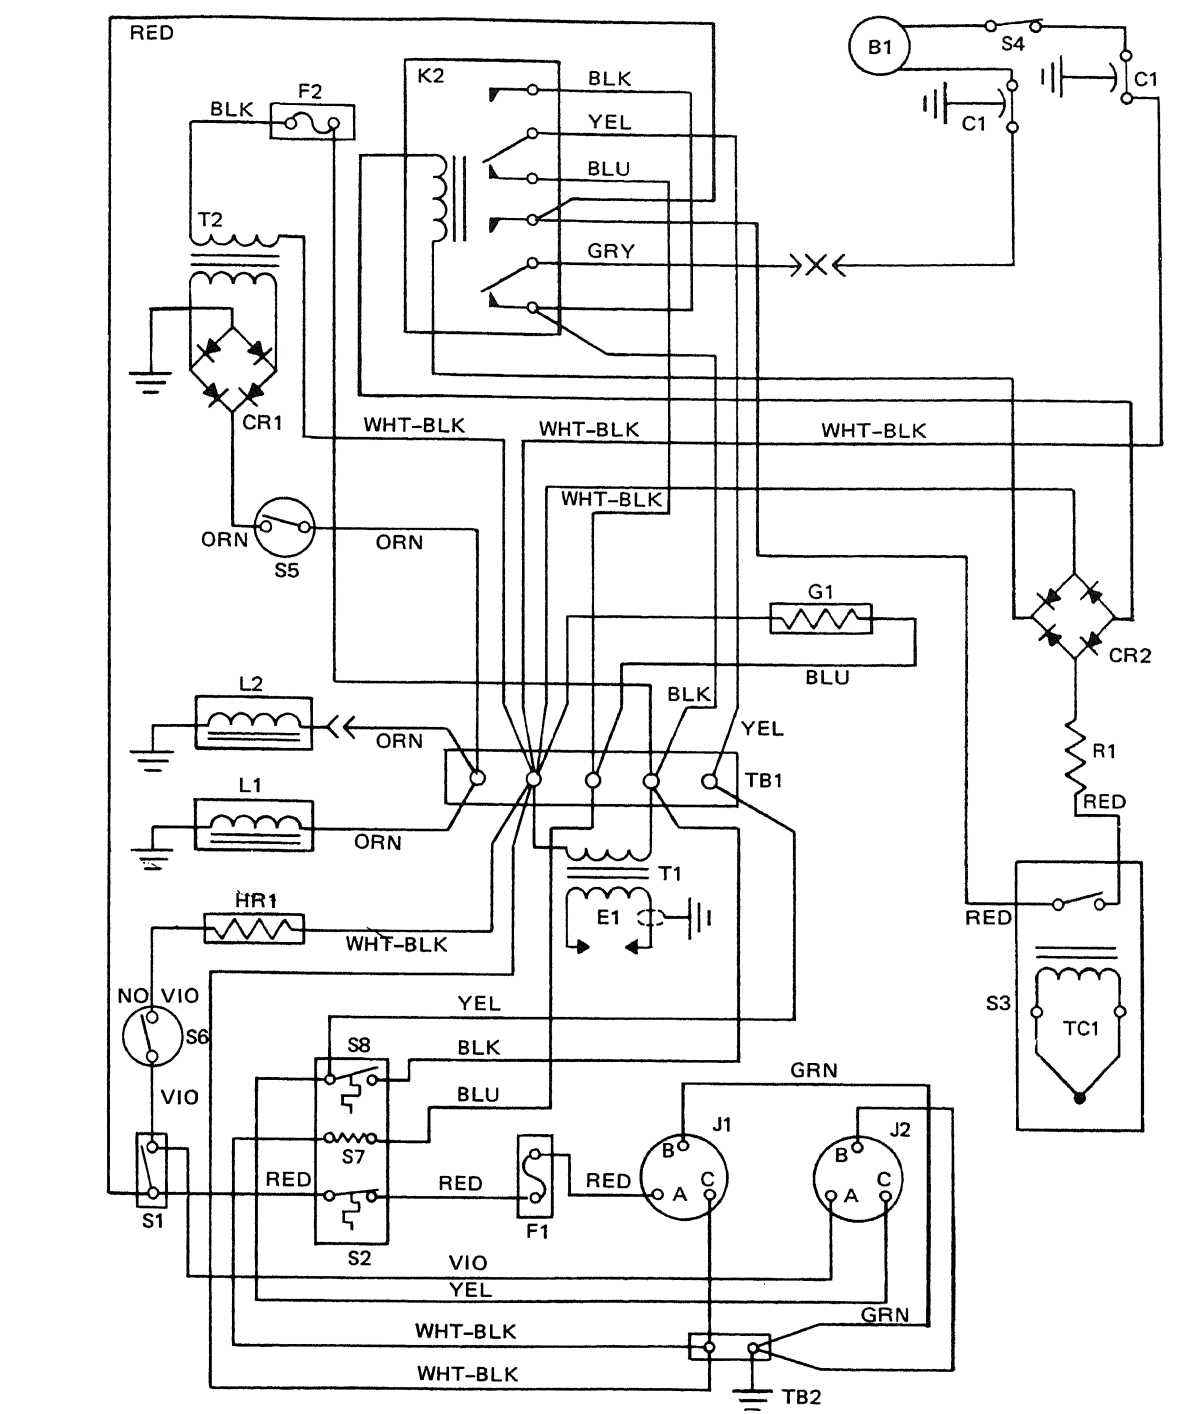 RED
B1
S4
C1
C1
K2
F2
BLK
BLK
YEL
BLU
GRY
T2
CR1
WHT-BLK
WHT-BLK
WHT-BLK
WHT-BLK
ORN
ORN
S5
G1
BLU
CR2
L2
ORN
BLK
YEL
TB1
R1
RED
L1
ORN
T1
E1
HR1
WHT-BLK
RED
NO VIO
S6
YEL
S3
TC1
S8
BLK
VIO
BLU
GRN
J1
J2
B
B
S7
RED
RED
RED
A
C
A
C
S1
F1
S2
VIO
YEL
GRN
WHT-BLK
WHT-BLK
TB2